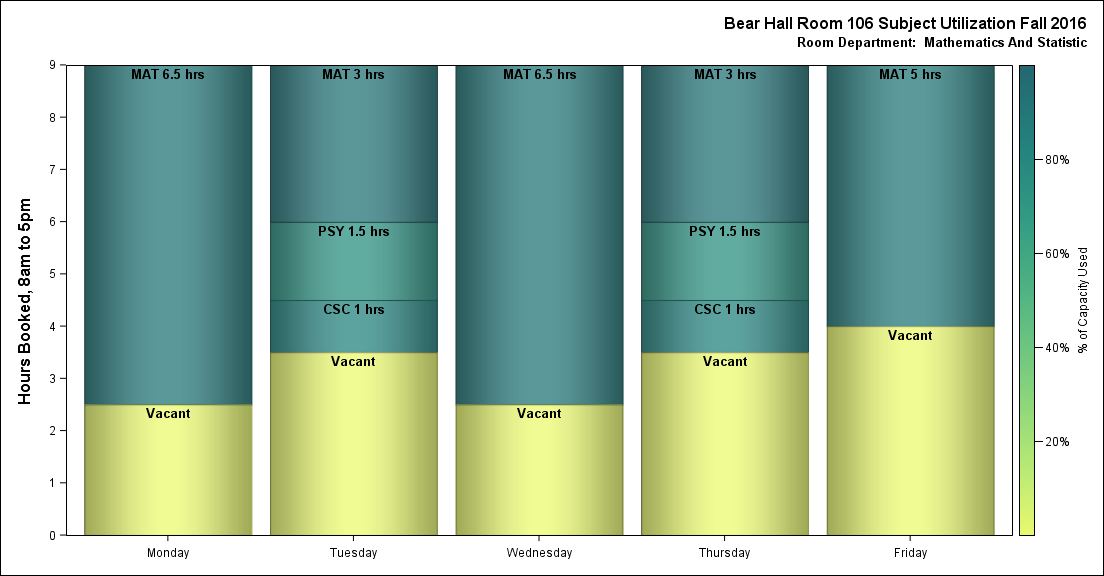 Bear Hall Room 106 Subject Utilization Fall 2016
Room Department:  Mathematics And Statistic
Hours Booked, 8am to 5pm
9
8
7
6
5
4
3
2
1
0
MAT 6.5 hrs
Vacant
MAT 3 hrs
PSY 1.5 hrs
CSC 1 hrs
Vacant
MAT 6.5 hrs
Vacant
MAT 3 hrs
PSY 1.5 hrs
CSC 1 hrs
Vacant
MAT 5 hrs
Vacant
Monday
Tuesday
Wednesday
Thursday
Friday
80%
60%
40%
20%
% of Capacity Used